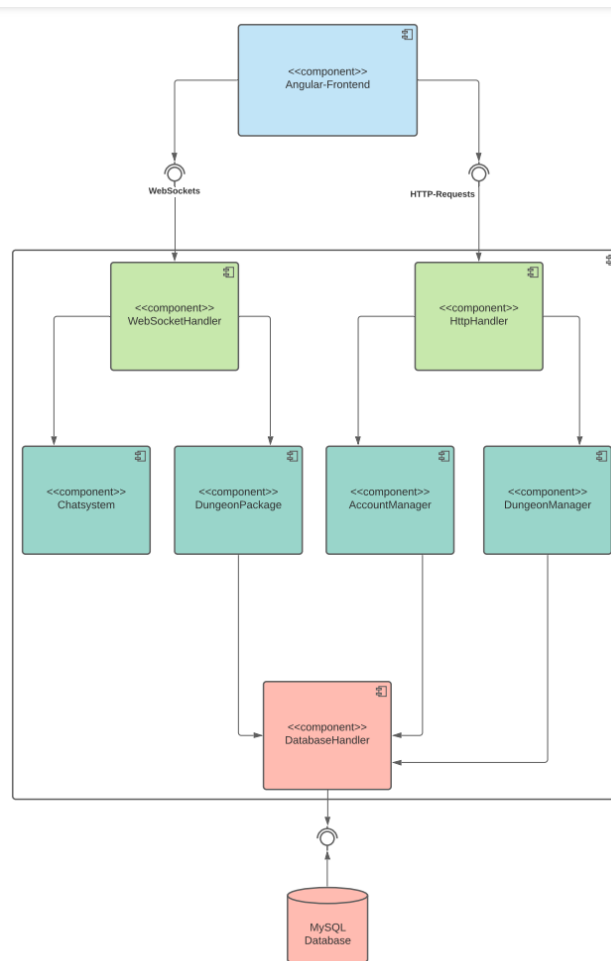 <<component>>
Angular-Frontend
WebSockets
HTTP-Requests
<<component>>
WebSocketHandler
<<component>>
HttpHandler
<<component>>
Chatsystem
<<component>>
DungeonPackage
<<component>>
AccountManager
<<component>>
DungeonManager
<<component>>
DatabaseHandler
MySQL
Database